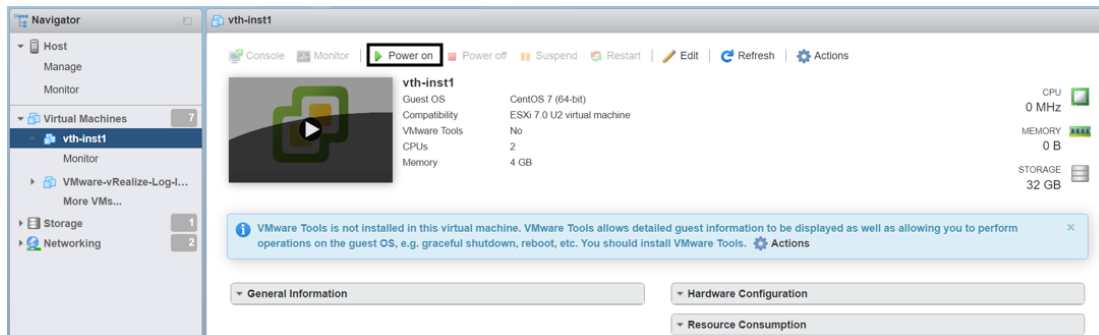 Navigator
Host
Manage
Monitor
Virtual Machines 7
vth-inst1
Monitor
VMware-vRealize-Log-I...
More VMs...
Storage 1
Networking 2
vth-inst1
Console Monitor Power on Power off Suspend Restart Edit Refresh Actions
vth-inst1
Guest OS CentOS 7 (64-bit)
Compatibility ESXi 7.0 U2 virtual machine
VMware Tools No
CPUs 2
Memory 4 GB
CPU
0 MHz
MEMORY
0 B
STORAGE
32 GB
VMware Tools is not installed in this virtual machine. VMware Tools allows detailed guest information to be displayed as well as allowing you to perform
operations on the guest OS, e.g. graceful shutdown, reboot, etc. You should install VMware Tools. Actions
General Information
Hardware Configuration
Resource Consumption